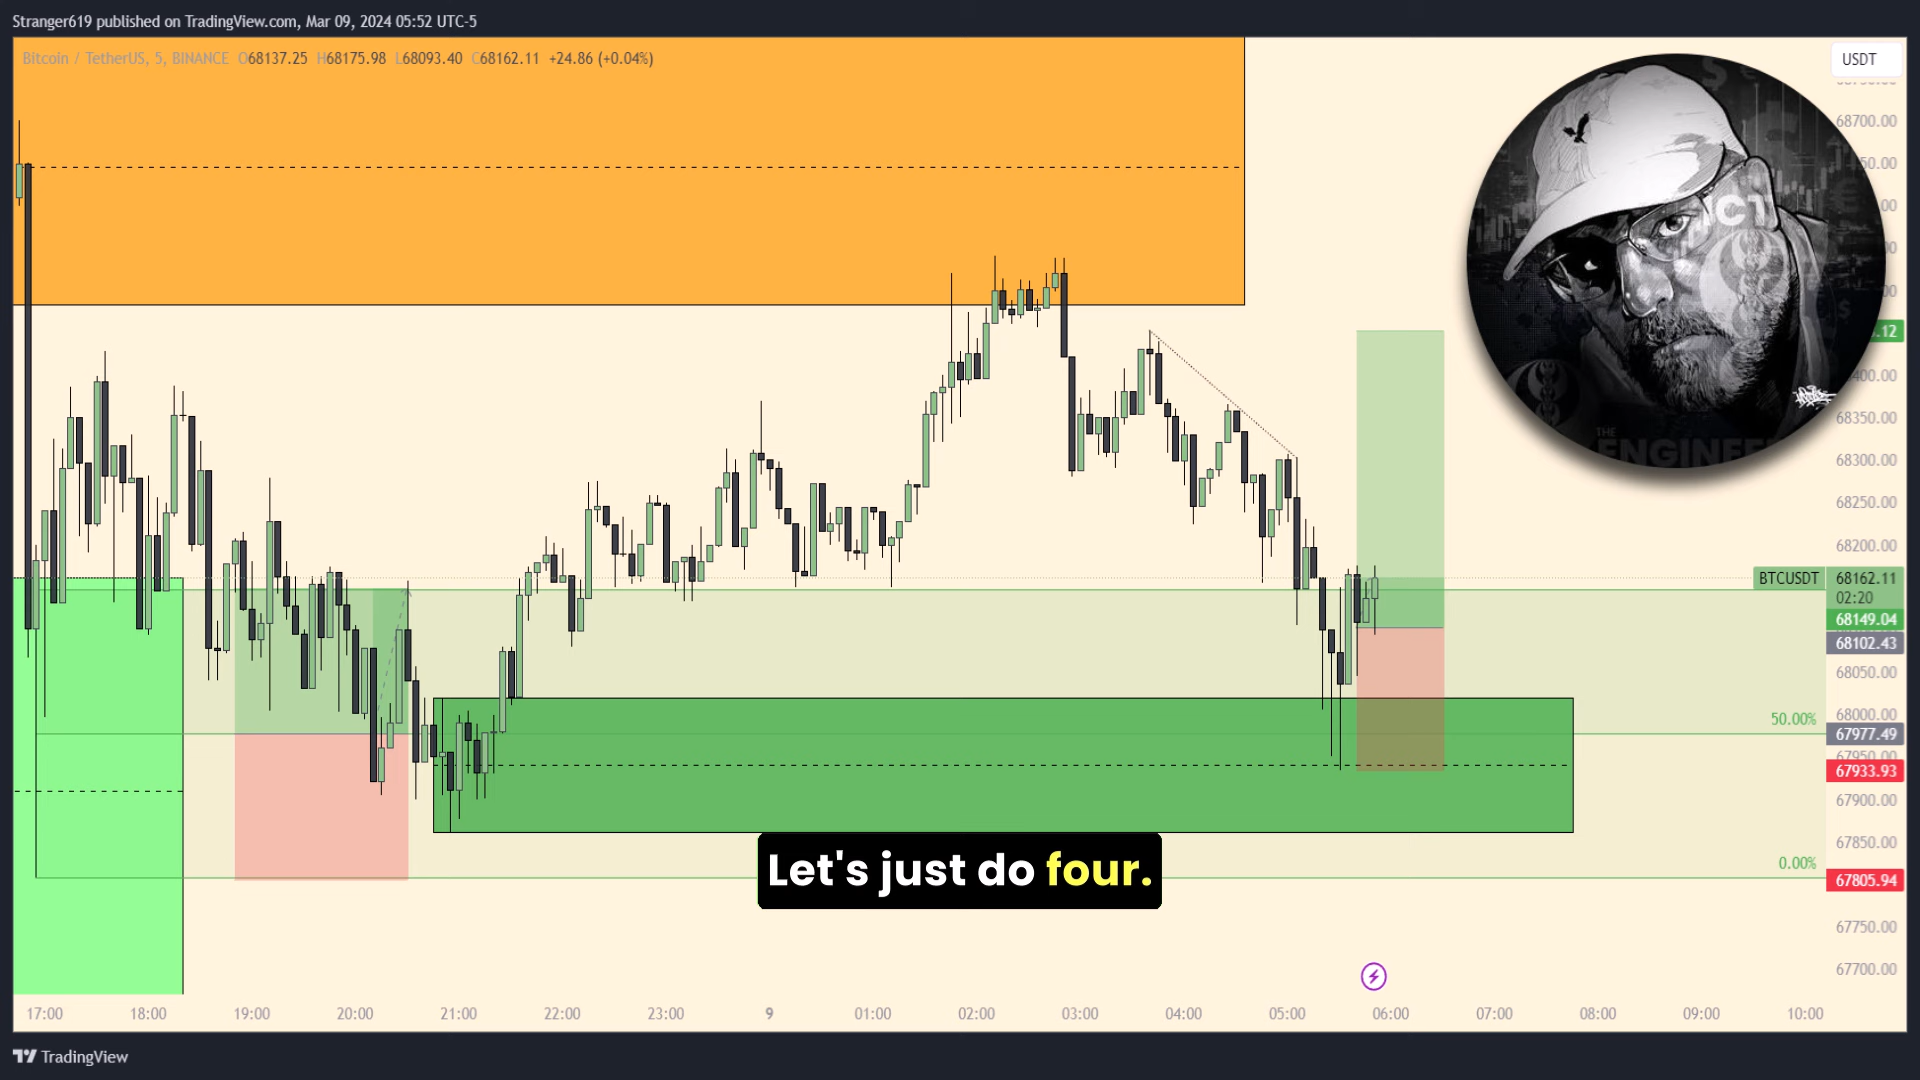 Stranger619 published on TradingView.com, Mar 09, 2024 05:52 UTC-5
Bitcoin / TetherUS, 5, BINANCE O68137.25 H68175.98 L68093.40 C68162.11 +24.86 (+0.04%)
USDT
68700.00
.12
68350.00
68300.00
68250.00
68200.00
BTCUSDT 68162.11
02:20
68149.04
68102.43
68050.00
68000.00
50.00%
67977.49
67950.00
67933.93
67900.00
67850.00
0.00%
67805.94
67750.00
67700.00
THE
ENGINEE
Let's just do four.
17:00 18:00 19:00 20:00 21:00 22:00 23:00 9 01:00 02:00 03:00 04:00 05:00 06:00 07:00 08:00 09:00 10:00
TradingView